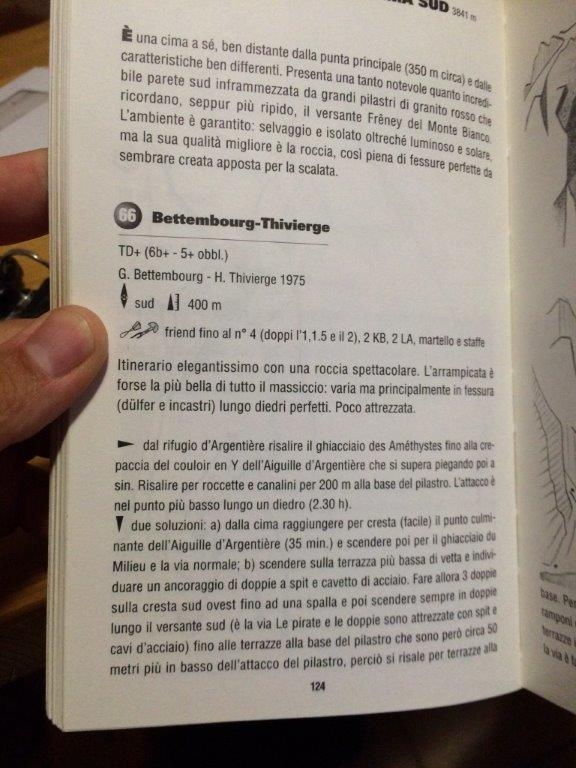 SUD 3841 m
È una cima a sé, ben distante dalla punta principale (350 m circa) e dalle
caratteristiche ben differenti. Presenta una tanto notevole quanto incredi-
bile parete sud inframmezzata da grandi pilastri di granito rosso che
ricordano, seppur più ripido, il versante Frêney del Monte Bianco.
L'ambiente è garantito: selvaggio e isolato oltreché luminoso e solare,
ma la sua qualità migliore è la roccia, così piena di fessure perfette da
sembrare creata apposta per la scalata.
66 Bettembourg-Thivierge
TD+ (6b+ - 5+ obbl.)
G. Bettembourg - H. Thivierge 1975
sud 400 m
friend fino al n° 4 (doppi l'1,1.5 e il 2), 2 KB, 2 LA, martello e staffe
Itinerario elegantissimo con una roccia spettacolare. L'arrampicata è
forse la più bella di tutto il massiccio: varia ma principalmente in fessura
(dülfer e incastri) lungo diedri perfetti. Poco attrezzata.
dal rifugio d'Argentière risalire il ghiacciaio des Améthystes fino alla cre-
paccia del couloir en Y dell'Aiguille d'Argentière che si supera piegando poi a
sin. Risalire per roccette e canalini per 200 m alla base del pilastro. L'attacco è
nel punto più basso lungo un diedro (2.30 h).
due soluzioni: a) dalla cima raggiungere per cresta (facile) il punto culmi-
nante dell'Aiguille d'Argentière (35 min.) e scendere poi per il ghiacciaio du
Milieu e la via normale; b) scendere sulla terrazza più bassa di vetta e indivi-
duare un ancoraggio di doppie a spit e cavetto di acciaio. Fare allora 3 doppie
sulla cresta sud ovest fino ad una spalla e poi scendere sempre in doppie
lungo il versante sud (è la via Le pirate e le doppie sono attrezzate con spit e
cavi d'acciaio) fino alle terrazze alla base del pilastro che sono però circa 50
metri più in basso dell'attacco del pilastro, perciò si risale per terrazze alla
124
base. Per
ramponi
terrazze
la via è